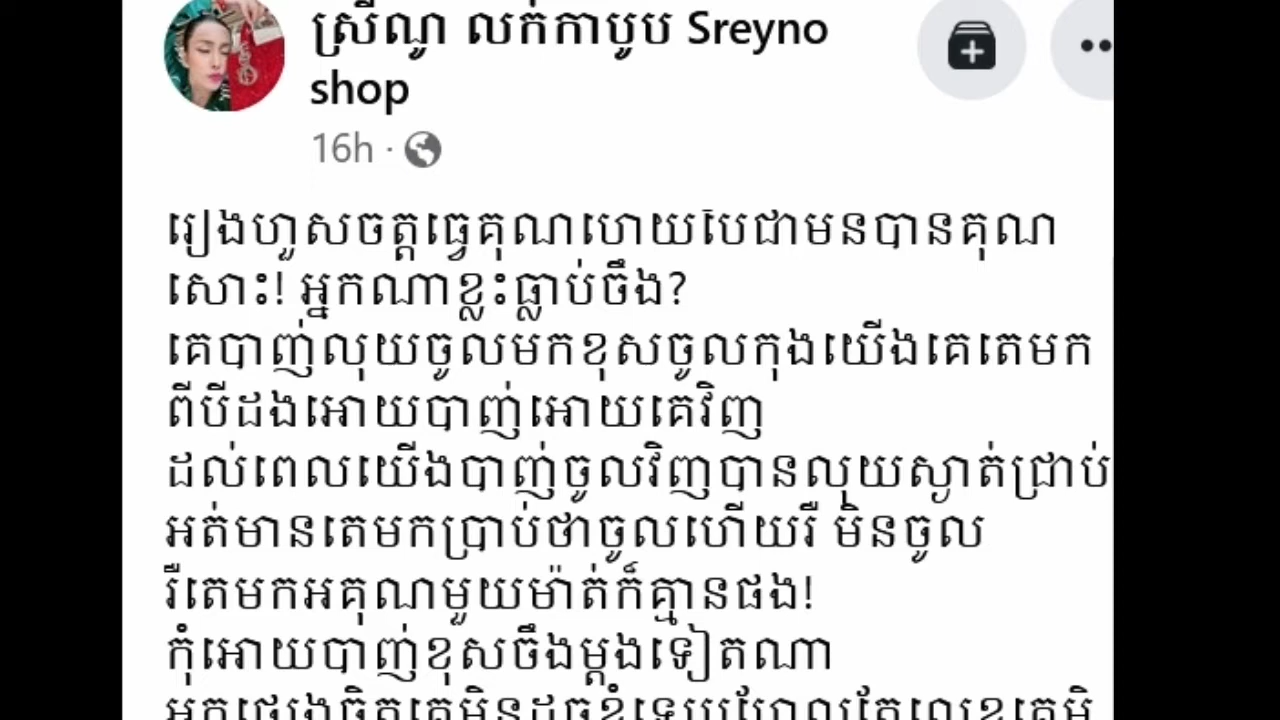 ស្រីណូ លក់កាបូប Sreyno
shop
16h ·
រៀងហួសចត្តធ្វេគុណហេយបែជាមនបានគុណ
សោះ! អ្នកណាខ្លះធ្លាប់ចឹង?
គេបាញ់លុយចូលមកខុសចូលកុងយើងគេតេមក
ពីបីដងអោយបាញ់អោយគេវិញ
ដល់ពេលយើងបាញ់ចូលវិញបានលុយស្ងាត់ជ្រាប់
អត់មានតេមកប្រាប់ថាចូលហើយរឺ មិនចូល
រឺតេមកអគុណមួយម៉ាត់ក៏គ្មានផង!
កុំអោយបាញ់ខុសចឹងម្ដងទៀតណា